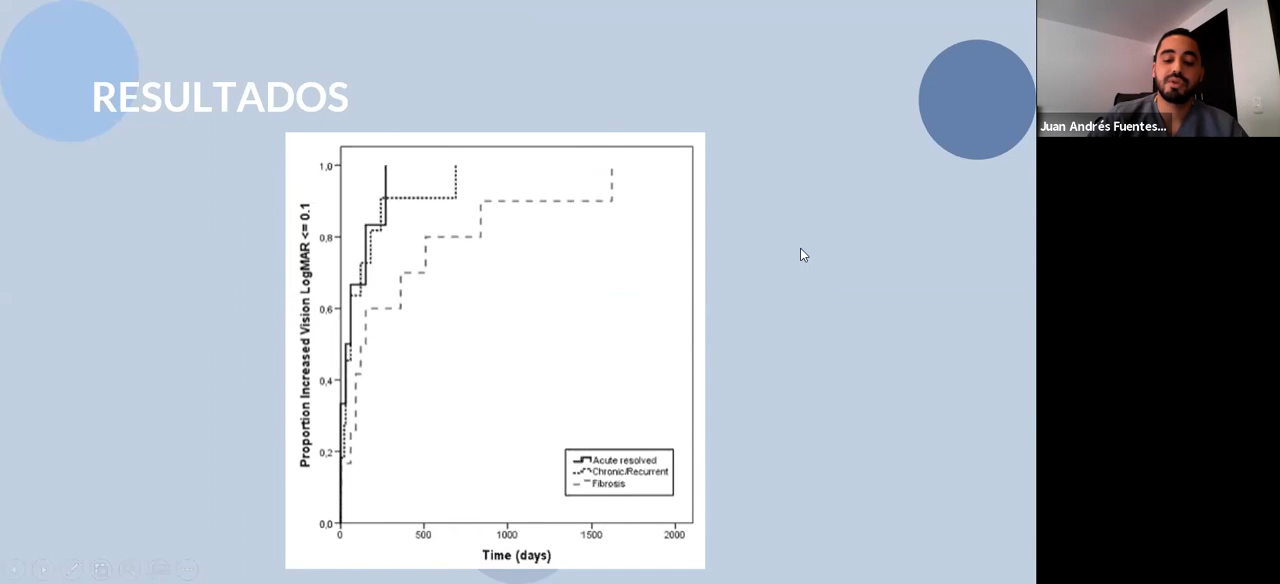 RESULTADOS
Juan Andrés Fuentes...
Proportion Increased Vision LogMAR <= 0.1
1,0
0,8
0,6
0,4
0,2
0,0
0
500
1000
1500
2000
Time (days)
Acute resolved
Chronic/Recurrent
Fibrosis